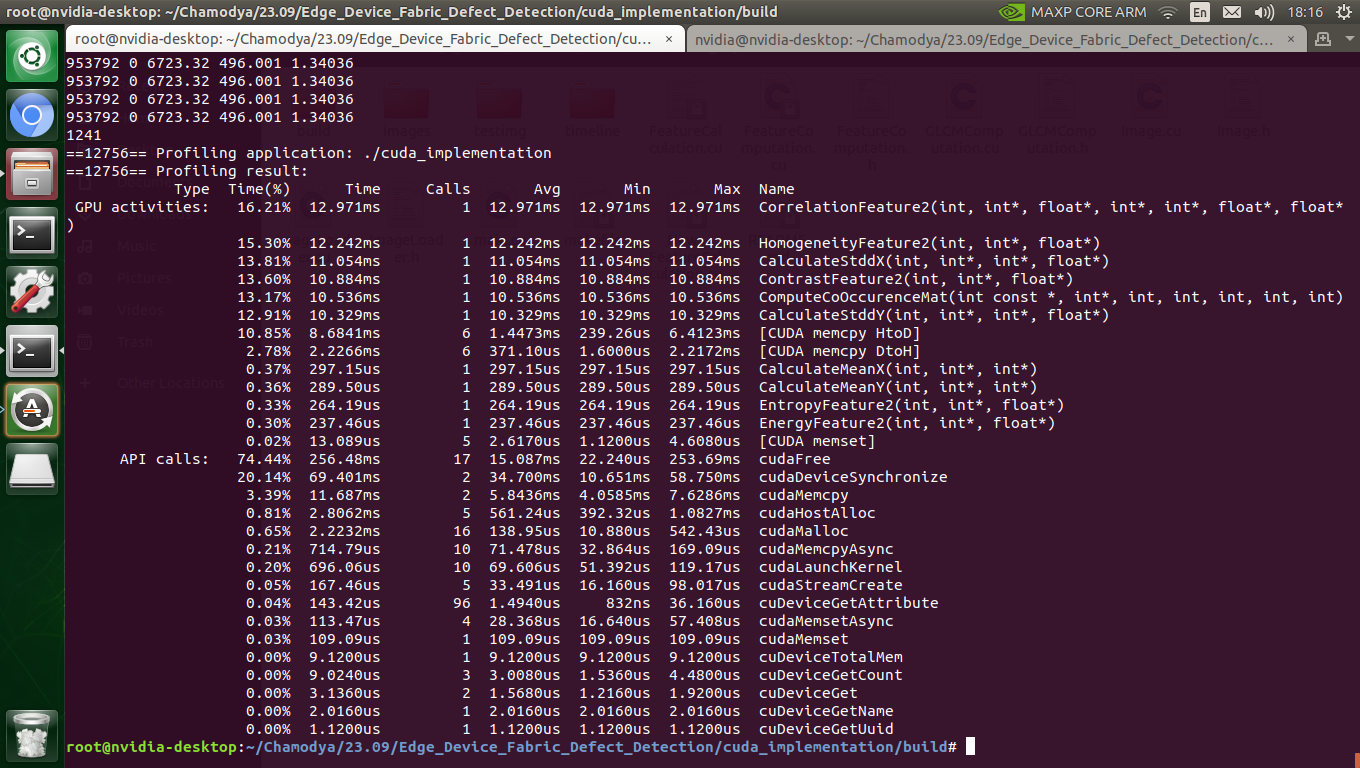 root@nvidia-desktop: ~/Chamodya/23.09/Edge_Device_Fabric_Defect_Detection/cuda_implementation/build
MAXP CORE ARM En 18:16
root@nvidia-desktop: ~/Chamodya/23.09/Edge_Device_Fabric_Defect_Detection/cu... × nvidia@nvidia-desktop: ~/Chamodya/23.09/Edge_Device_Fabric_Defect_Detection/c... ×
953792 0 6723.32 496.001 1.34036
953792 0 6723.32 496.001 1.34036
953792 0 6723.32 496.001 1.34036
953792 0 6723.32 496.001 1.34036
1241
==12756== Profiling application: ./cuda_implementation
==12756== Profiling result:
Type Time(%) Time Calls Avg Min Max Name
GPU activities: 16.21% 12.971ms 1 12.971ms 12.971ms 12.971ms CorrelationFeature2(int, int*, float*, int*, int*, float*, float*
)
15.30% 12.242ms 1 12.242ms 12.242ms 12.242ms HomogeneityFeature2(int, int*, float*)
13.81% 11.054ms 1 11.054ms 11.054ms 11.054ms CalculateStddX(int, int*, int*, float*)
13.60% 10.884ms 1 10.884ms 10.884ms 10.884ms ContrastFeature2(int, int*, float*)
13.17% 10.536ms 1 10.536ms 10.536ms 10.536ms ComputeCoOccurenceMat(int const *, int*, int, int, int, int, int)
12.91% 10.329ms 1 10.329ms 10.329ms 10.329ms CalculateStddY(int, int*, int*, float*)
10.85% 8.6841ms 6 1.4473ms 239.26us 6.4123ms [CUDA memcpy HtoD]
2.78% 2.2266ms 6 371.10us 1.6000us 2.2172ms [CUDA memcpy DtoH]
0.37% 297.15us 1 297.15us 297.15us 297.15us CalculateMeanX(int, int*, int*)
0.36% 289.50us 1 289.50us 289.50us 289.50us CalculateMeanY(int, int*, int*)
0.33% 264.19us 1 264.19us 264.19us 264.19us EntropyFeature2(int, int*, float*)
0.30% 237.46us 1 237.46us 237.46us 237.46us EnergyFeature2(int, int*, float*)
0.02% 13.089us 5 2.6170us 1.1200us 4.6080us [CUDA memset]
API calls: 74.44% 256.48ms 17 15.087ms 22.240us 253.69ms cudaFree
20.14% 69.401ms 2 34.700ms 10.651ms 58.750ms cudaDeviceSynchronize
3.39% 11.687ms 2 5.8436ms 4.0585ms 7.6286ms cudaMemcpy
0.81% 2.8062ms 5 561.24us 392.32us 1.0827ms cudaHostAlloc
0.65% 2.2232ms 16 138.95us 10.880us 542.43us cudaMalloc
0.21% 714.79us 10 71.478us 32.864us 169.09us cudaMemcpyAsync
0.20% 696.06us 10 69.606us 51.392us 119.17us cudaLaunchKernel
0.05% 167.46us 5 33.491us 16.160us 98.017us cudaStreamCreate
0.04% 143.42us 96 1.4940us 832ns 36.160us cuDeviceGetAttribute
0.03% 113.47us 4 28.368us 16.640us 57.408us cudaMemsetAsync
0.03% 109.09us 1 109.09us 109.09us 109.09us cudaMemset
0.00% 9.1200us 1 9.1200us 9.1200us 9.1200us cuDeviceTotalMem
0.00% 9.0240us 3 3.0080us 1.5360us 4.4800us cuDeviceGetCount
0.00% 3.1360us 2 1.5680us 1.2160us 1.9200us cuDeviceGet
0.00% 2.0160us 1 2.0160us 2.0160us 2.0160us cuDeviceGetName
0.00% 1.1200us 1 1.1200us 1.1200us 1.1200us cuDeviceGetUuid
root@nvidia-desktop:~/Chamodya/23.09/Edge_Device_Fabric_Defect_Detection/cuda_implementation/build#